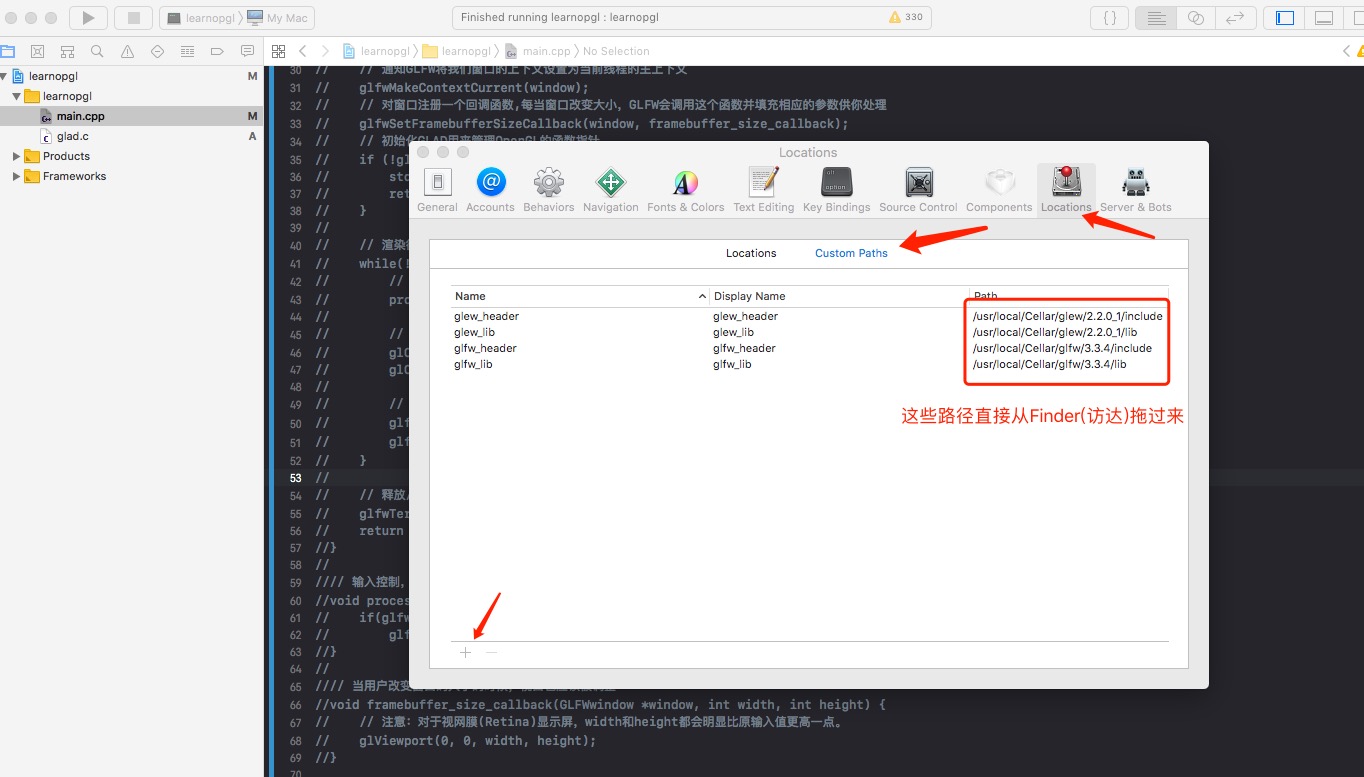 learnopgl 〉 My Mac
Finished running learnopgl : learnopgl
330
learnopgl 〉 learnopgl 〉 main.cpp 〉 No Selection
learnopgl M
learnopgl
main.cpp M
glad.c A
Products
Frameworks
30 // // 通知GLFW将我们窗口的上下文设置为当前线程的主上下文
31 // glfwMakeContextCurrent(window);
32 // // 对窗口注册一个回调函数,每当窗口改变大小，GLFW会调用这个函数并填充相应的参数供你处理
33 // glfwSetFramebufferSizeCallback(window, framebuffer_size_callback);
34 // // 初始化GLAD用来管理OpenGL的函数指针
35 // if (!gl
36 // sto
37 // ret
38 // }
39 //
40 // // 渲染
41 // while(!
42 // //
43 // pro
44 //
45 // //
46 // glC
47 // glC
48 //
49 // //
50 // glf
51 // glf
52 // }
53 //
54 // // 释放/
55 // glfwTer
56 // return
57 //}
58 //
59 //// 输入控制，
60 //void proces
61 // if(glfw
62 // glf
63 //}
64 //
65 //// 当用户改变
66 //void framebuffer_size_callback(GLFWwindow *window, int width, int height) {
67 // // 注意：对于视网膜(Retina)显示屏，width和height都会明显比原输入值更高一点。
68 // glViewport(0, 0, width, height);
69 //}
70
Locations
General Accounts Behaviors Navigation Fonts & Colors Text Editing Key Bindings Source Control Components Locations Server & Bots
Locations Custom Paths
Name Display Name Path
glew_header glew_header /usr/local/Cellar/glew/2.2.0_1/include
glew_lib glew_lib /usr/local/Cellar/glew/2.2.0_1/lib
glfw_header glfw_header /usr/local/Cellar/glfw/3.3.4/include
glfw_lib glfw_lib /usr/local/Cellar/glfw/3.3.4/lib
这些路径直接从Finder(访达)拖过来